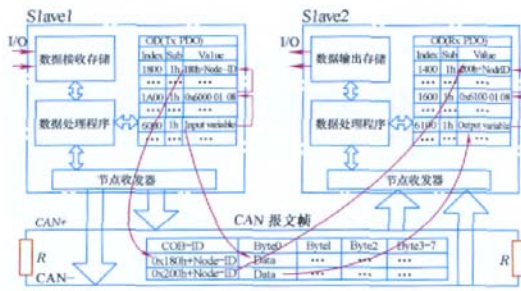 Slave1
Slave2
I/O
数据接收存储
数据处理程序
OD(Tx PDO)
Index Sub Value
1800 1h 180h+Node-ID
... ... ...
1A00 1h 0x6000 01 08
... ... ...
6000 1h Input variable
... ... ...
节点收发器
I/O
数据输出存储
数据处理程序
OD(Rx PDO)
Index Sub Value
1400 1h 200h+NodeID
... ... ...
1600 1h 0x6100 01 08
... ... ...
6100 1h Output variable
... ... ...
节点收发器
CAN+
CAN 报文帧
R
CAN−
COB-ID Byte0 Byte1 Byte2 Byte3-7
0x180h+Node-ID Data ... ... ...
0x200h+Node-ID Data ... ... ...
R